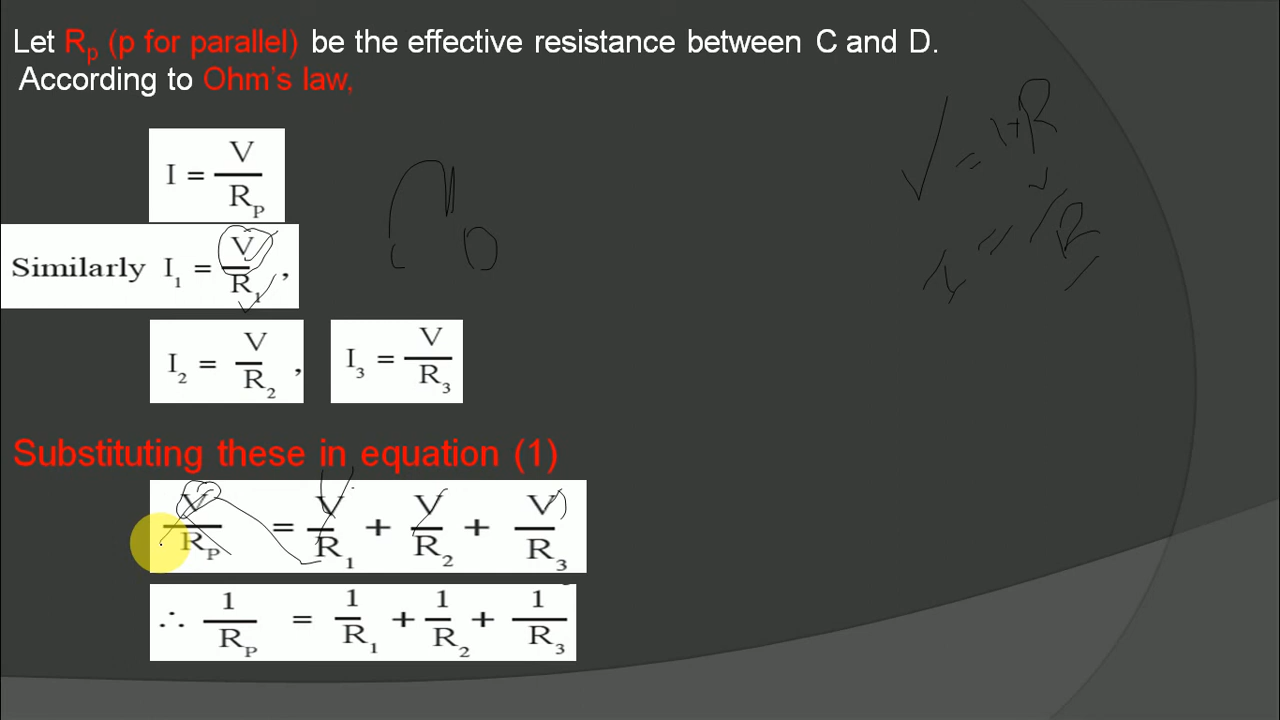 Let Rₚ (p for parallel) be the effective resistance between C and D.
According to Ohm's law,
I = V/Rₚ
Similarly I₁ = V/R₁ ,
I₂ = V/R₂ , I₃ = V/R₃
Substituting these in equation (1)
V/Rₚ = V/R₁ + V/R₂ + V/R₃
∴ 1/Rₚ = 1/R₁ + 1/R₂ + 1/R₃